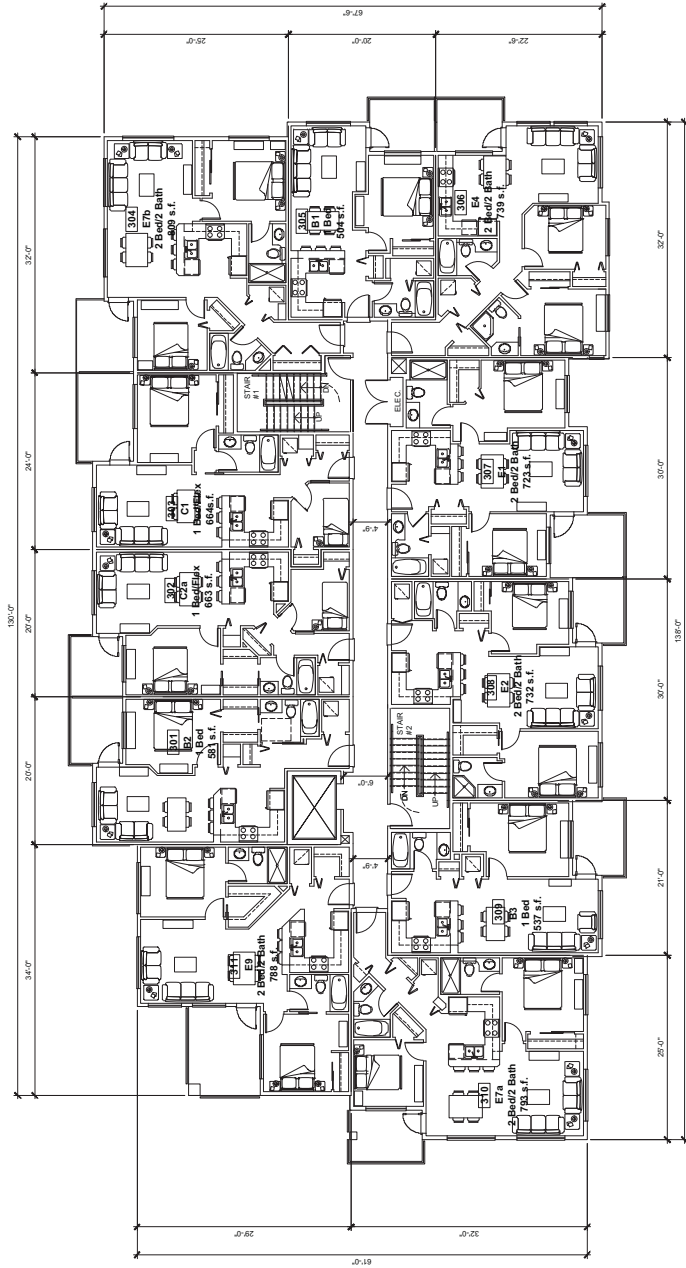 67'-6"
25'-0"
20'-0"
22'-6"
130'-0"
32'-0"
24'-0"
20'-0"
20'-0"
34'-0"
304
E7b
2 Bed/2 Bath
809 s.f.
305
B1
1 Bed
504 s.f.
306
E4
2 Bed/2 Bath
739 s.f.
STAIR
#1
DN
UP
ELEC.
303
C1
1 Bed/Flex
664s.f.
307
E1
2 Bed/2 Bath
723 s.f.
4'-9"
302
C2a
1 Bed/Flex
663 s.f.
308
E2
2 Bed/2 Bath
732 s.f.
301
B2
1 Bed
581 s.f.
STAIR
#2
DN
UP
6'-0"
4'-9"
309
B3
1 Bed
537 s.f.
311
E9
2 Bed/2 Bath
788 s.f.
310
E7a
2 Bed/2 Bath
793 s.f.
32'-0"
30'-0"
30'-0"
21'-0"
25'-0"
138'-0"
29'-0"
32'-0"
61'-0"